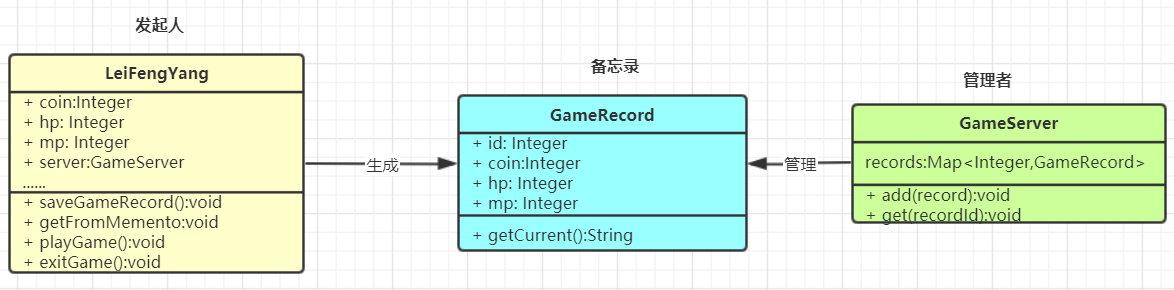 发起人
LeiFengYang
+ coin:Integer
+ hp: Integer
+ mp: Integer
+ server:GameServer
......
+ saveGameRecord():void
+ getFromMemento:void
+ playGame():void
+ exitGame():void
生成
备忘录
GameRecord
+ id: Integer
+ coin:Integer
+ hp: Integer
+ mp: Integer
+ getCurrent():String
管理
管理者
GameServer
records:Map<Integer,GameRecord>
+ add(record):void
+ get(recordId):void